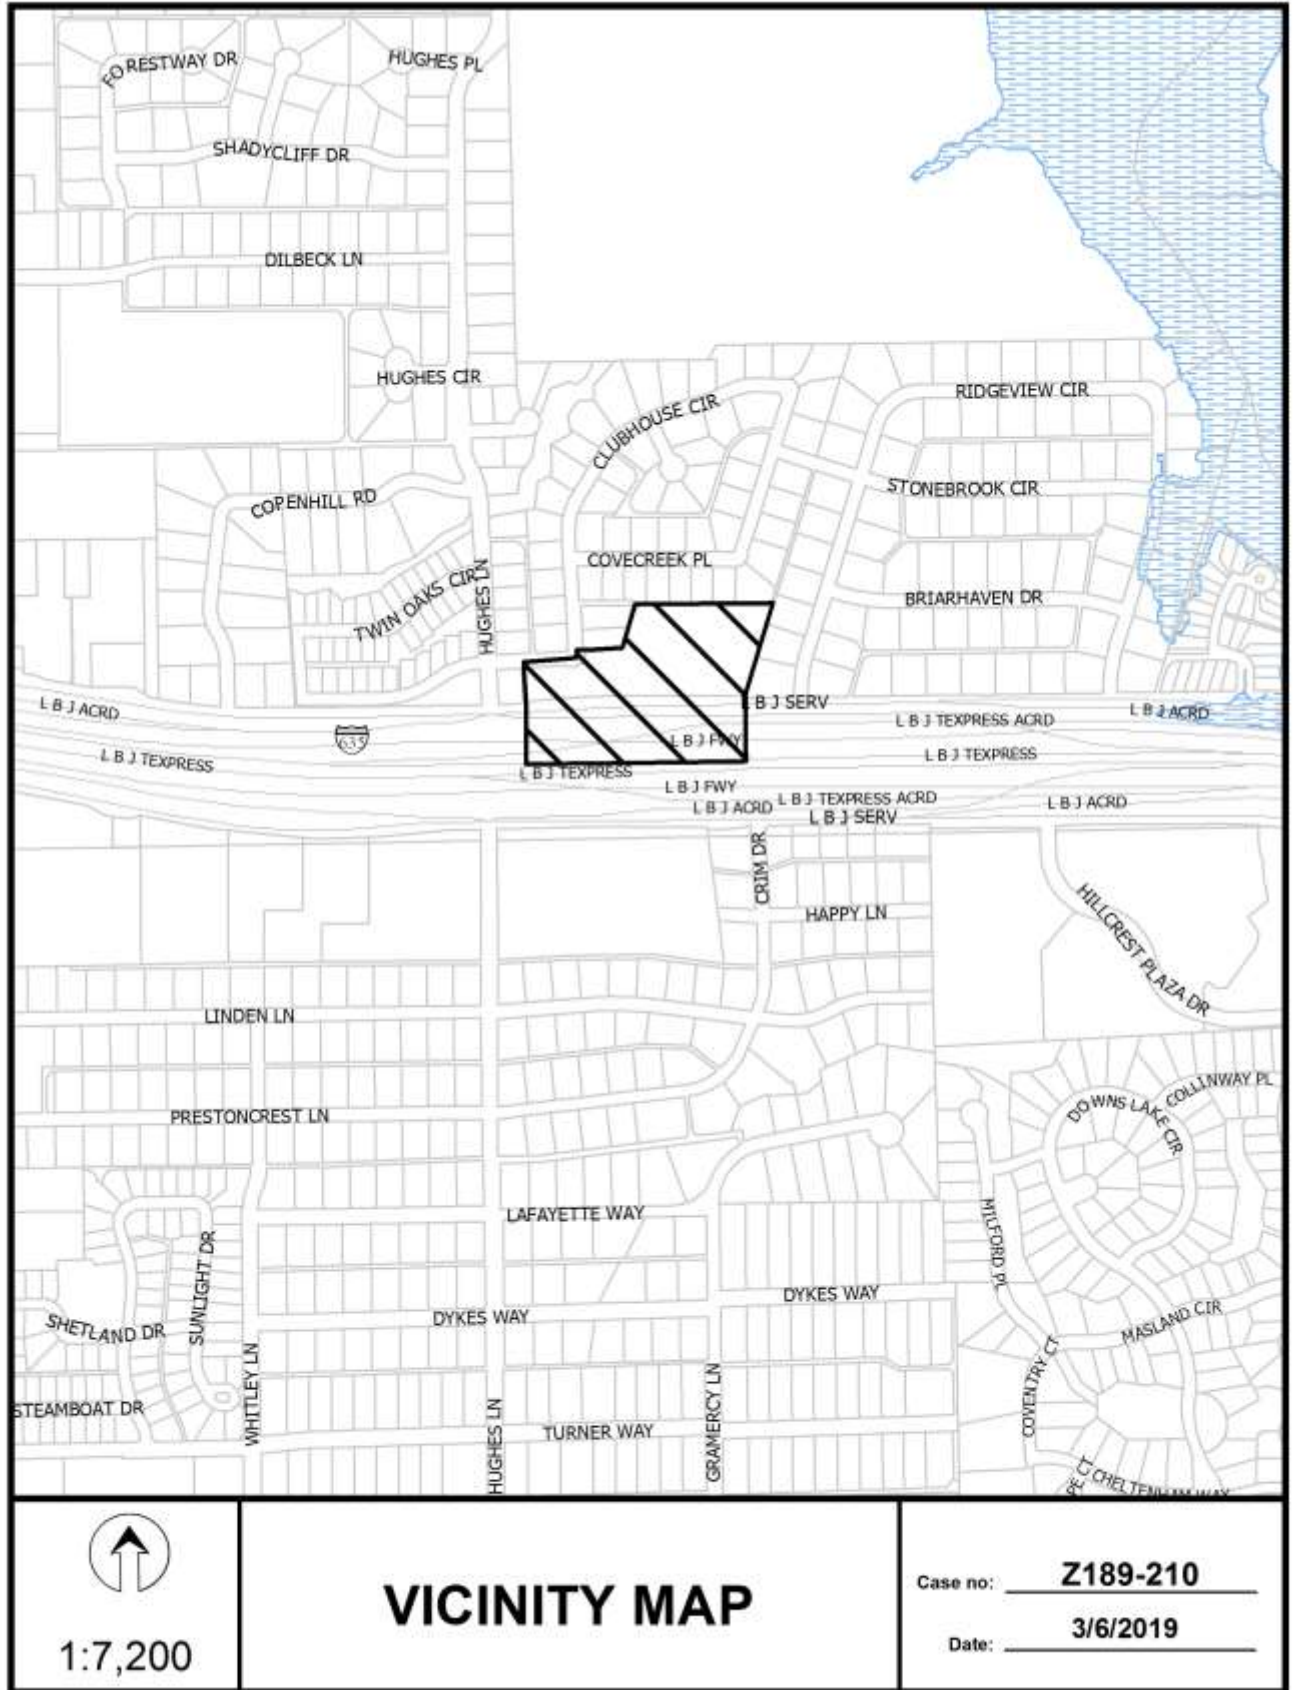 FORESTWAY DR
HUGHES PL
SHADYCLIFF DR
DILBECK LN
HUGHES CIR
RIDGEVIEW CIR
CLUBHOUSE CIR
STONEBROOK CIR
COPENHILL RD
COVECREEK PL
TWIN OAKS CIR
HUGHES LN
BRIARHAVEN DR
L B J ACRD
L B J SERV
L B J TEXPRESS ACRD
L B J ACRD
635
L B J FWY
L B J TEXPRESS
L B J TEXPRESS
L B J TEXPRESS
L B J FWY
L B J TEXPRESS ACRD
L B J ACRD
L B J ACRD
L B J SERV
CRIM DR
HAPPY LN
HILLCREST PLAZA DR
LINDEN LN
PRESTONCREST LN
COLLINWAY PL
DOWNS LAKE CIR
LAFAYETTE WAY
MILFORD PL
SUNLIGHT DR
DYKES WAY
DYKES WAY
SHETLAND DR
MASLAND CIR
WHITLEY LN
COVENTRY CT
STEAMBOAT DR
HUGHES LN
TURNER WAY
GRAMERCY LN
PE CT
CHELTENHAM WAY
1:7,200
VICINITY MAP
Case no: Z189-210
Date: 3/6/2019